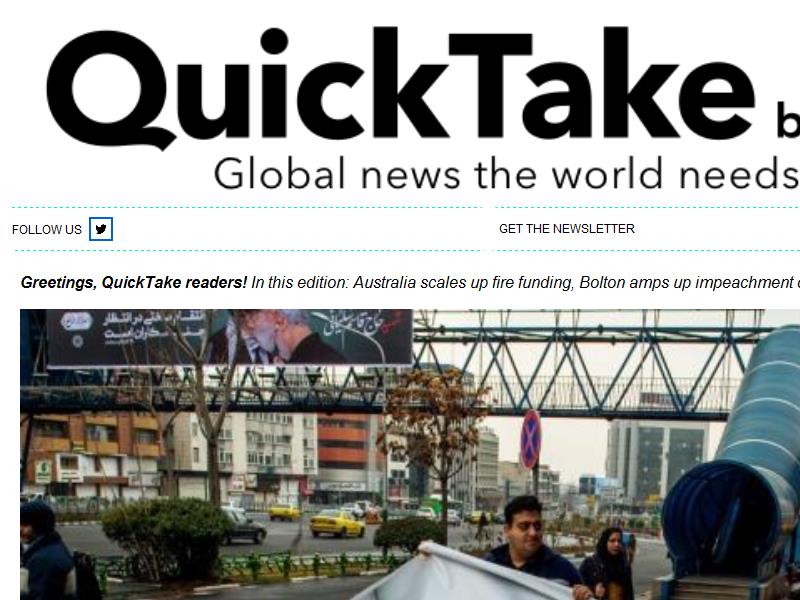 QuickTake b
Global news the world needs
FOLLOW US
GET THE NEWSLETTER
Greetings, QuickTake readers! In this edition: Australia scales up fire funding, Bolton amps up impeachment